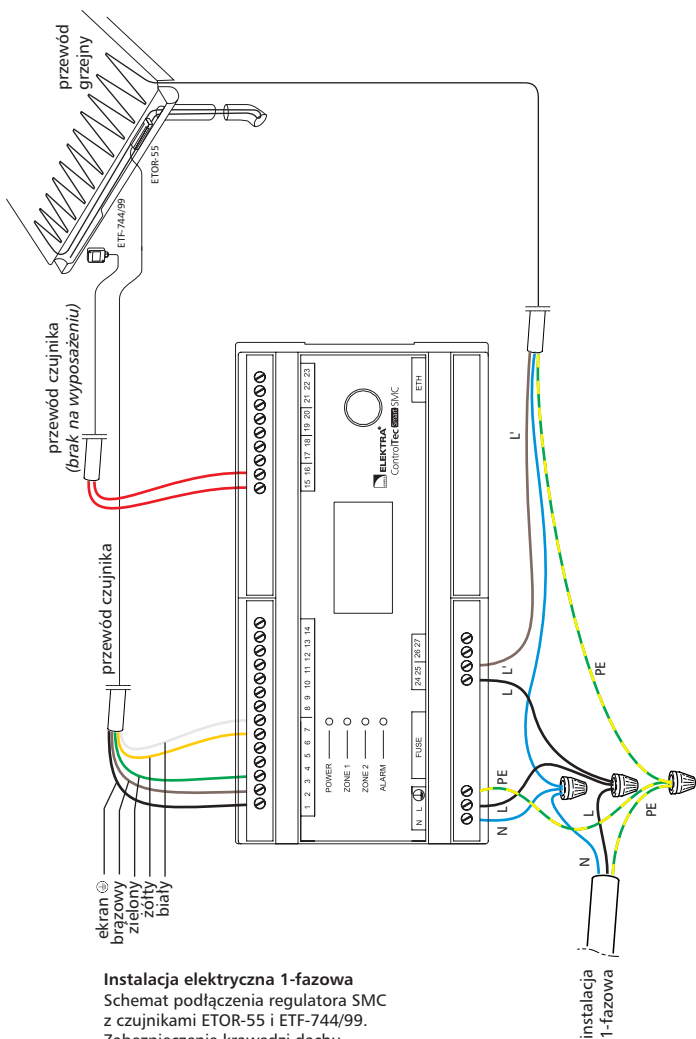 przewód
grzejny
ETOR-55
ETF-744/99
przewód czujnika
(brak na wyposażeniu)
przewód czujnika
ekran
brązowy
zielony
żółty
biały
1 2 3 4 5 6 7 8 9 10 11 12 13 14
15 16 17 18 19 20 21 22 23
POWER
ZONE 1
ZONE 2
ALARM
ELEKTRA®
ControlTec Smart SMC
N L
FUSE
24 25 26 27
ETH
N
L
PE
L
L'
L'
PE
N
L
PE
instalacja
1-fazowa
Instalacja elektryczna 1-fazowa
Schemat podłączenia regulatora SMC
z czujnikami ETOR-55 i ETF-744/99.
Zabezpieczenie krawędzi dachu